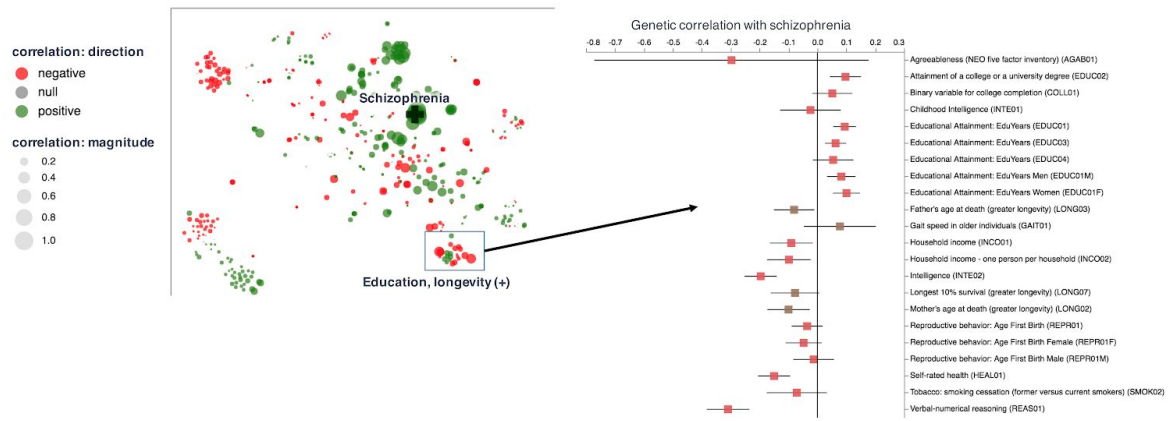 correlation: direction
negative
null
positive
correlation: magnitude
0.2
0.4
0.6
0.8
1.0
Schizophrenia
Education, longevity (+)
Genetic correlation with schizophrenia
-0.8 -0.7 -0.6 -0.5 -0.4 -0.3 -0.2 -0.1 0.0 0.1 0.2 0.3
Agreeableness (NEO five factor inventory) (AGAB01)
Attainment of a college or a university degree (EDUC02)
Binary variable for college completion (COLL01)
Childhood Intelligence (INTE01)
Educational Attainment: EduYears (EDUC01)
Educational Attainment: EduYears (EDUC03)
Educational Attainment: EduYears (EDUC04)
Educational Attainment: EduYears Men (EDUC01M)
Educational Attainment: EduYears Women (EDUC01F)
Father's age at death (greater longevity) (LONG03)
Gait speed in older individuals (GAIT01)
Household income (INCO01)
Household income - one person per household (INCO02)
Intelligence (INTE02)
Longest 10% survival (greater longevity) (LONG07)
Mother's age at death (greater longevity) (LONG02)
Reproductive behavior: Age First Birth (REPR01)
Reproductive behavior: Age First Birth Female (REPR01F)
Reproductive behavior: Age First Birth Male (REPR01M)
Self-rated health (HEAL01)
Tobacco: smoking cessation (former versus current smokers) (SMOK02)
Verbal-numerical reasoning (REAS01)